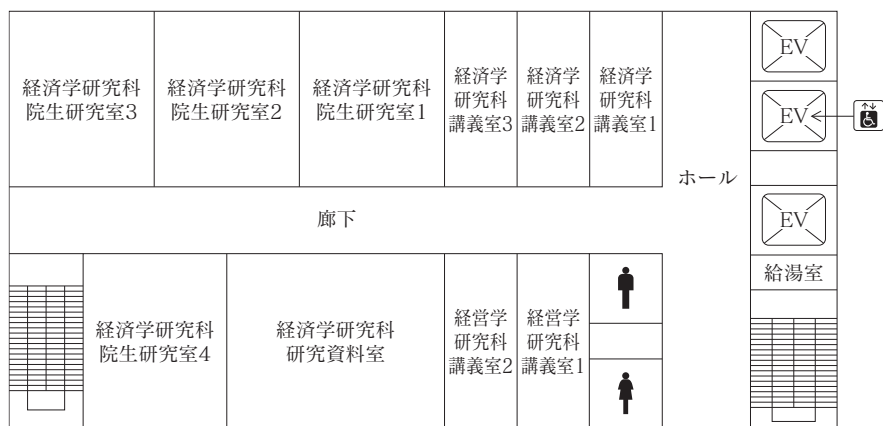 経済学研究科
院生研究室3
経済学研究科
院生研究室2
経済学研究科
院生研究室1
経済学
研究科
講義室3
経済学
研究科
講義室2
経済学
研究科
講義室1
ホール
EV
EV
EV
廊下
給湯室
経済学研究科
院生研究室4
経済学研究科
研究資料室
経営学
研究科
講義室2
経営学
研究科
講義室1